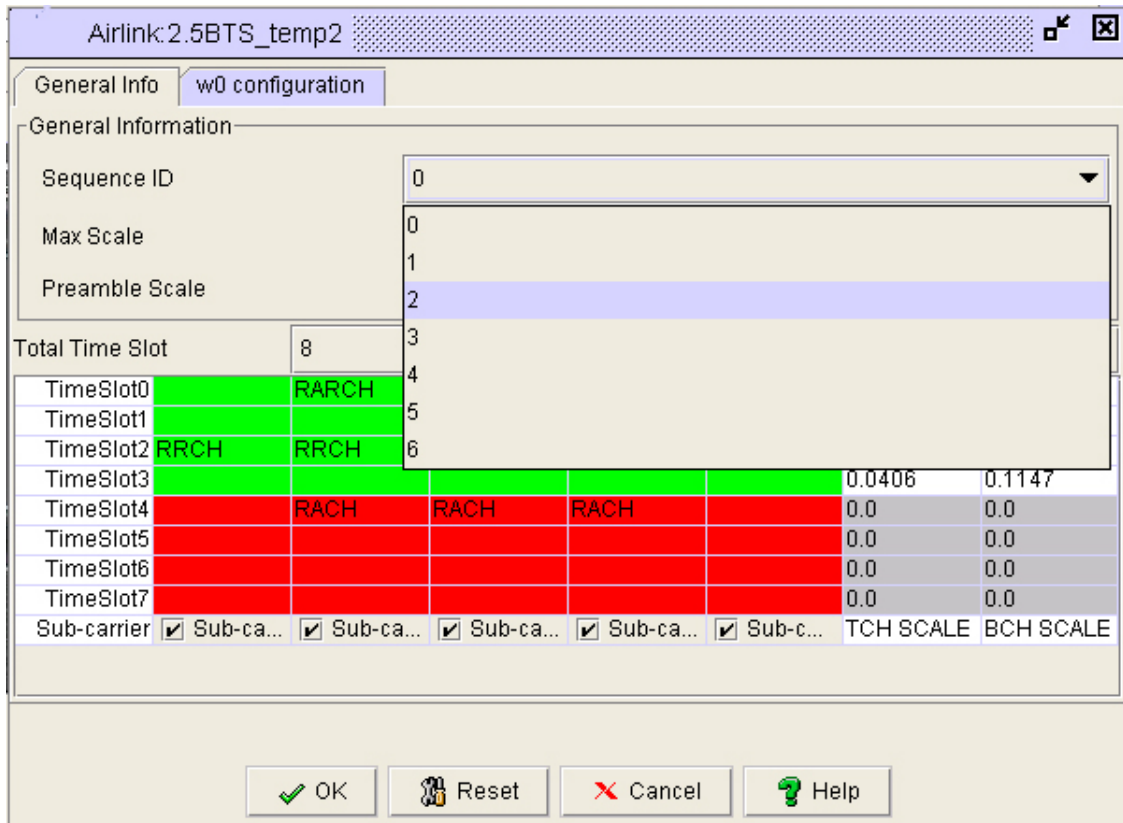 Airlink:2.5BTS_temp2
General Info w0 configuration
General Information
Sequence ID 0
0
Max Scale
1
Preamble Scale
2
3
Total Time Slot 8
4
5
6
TimeSlot0 RARCH
TimeSlot1
TimeSlot2 RRCH RRCH
TimeSlot3 0.0406 0.1147
TimeSlot4 RACH RACH RACH 0.0 0.0
TimeSlot5 0.0 0.0
TimeSlot6 0.0 0.0
TimeSlot7 0.0 0.0
Sub-carrier Sub-ca... Sub-ca... Sub-ca... Sub-ca... Sub-c... TCH SCALE BCH SCALE
OK Reset Cancel Help